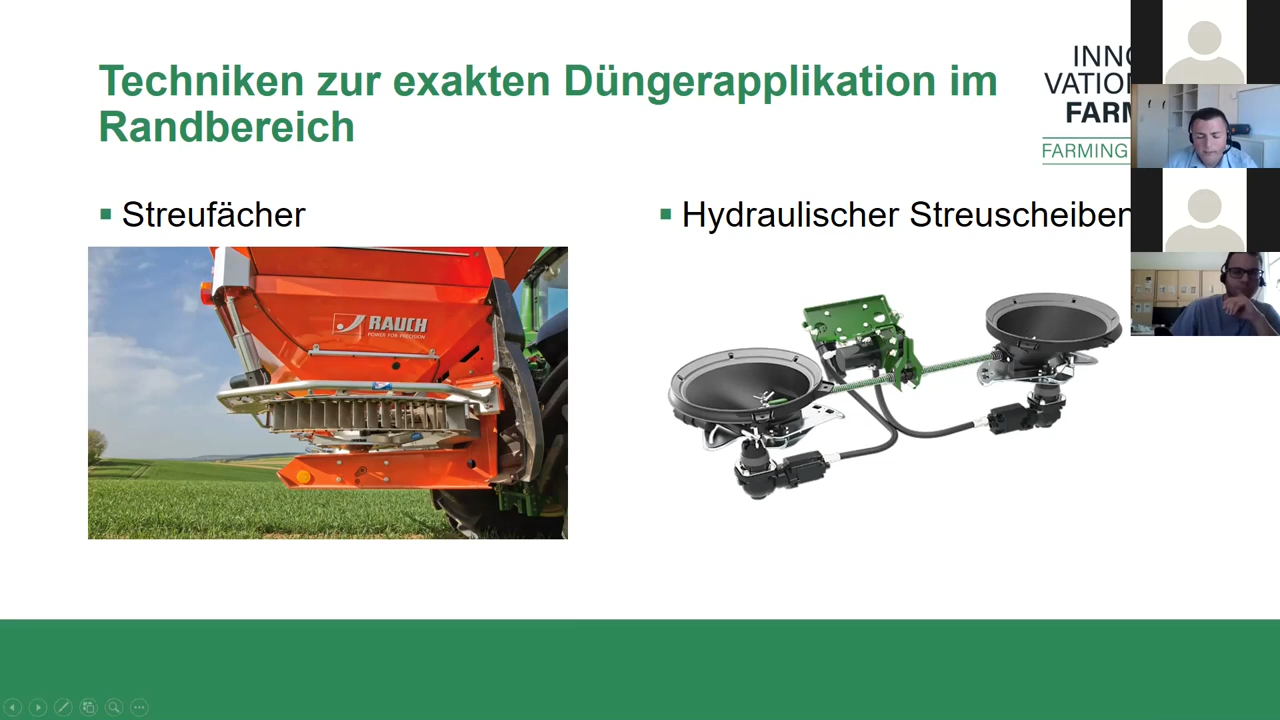 Techniken zur exakten Düngerapplikation im
Randbereich
INNO
VATION
FARM
FARMING
▪ Streufächer
▪ Hydraulischer Streuscheiben
RAUCH
POWER FOR PRECISION